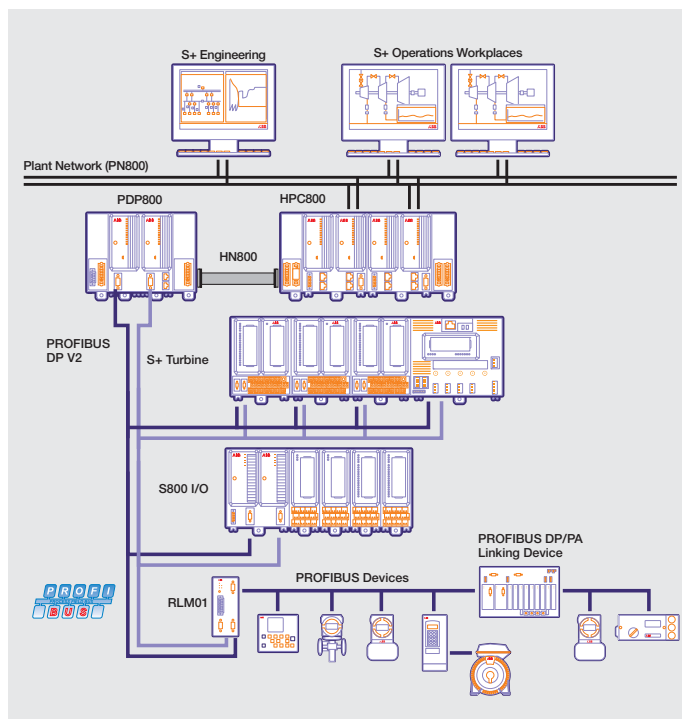 S+ Engineering
S+ Operations Workplaces
Plant Network (PN800)
PDP800
HPC800
HN800
PROFIBUS
DP V2
S+ Turbine
S800 I/O
PROFIBUS DP/PA
Linking Device
PROFIBUS Devices
RLM01
PROFI
BUS